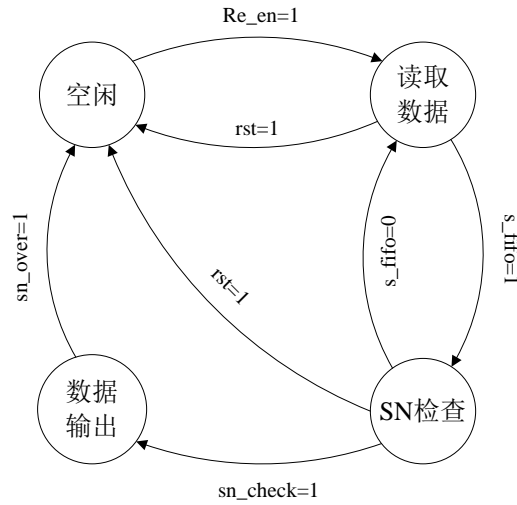 Re_en=1
空闲
读取
数据
rst=1
sn_over=1
rst=1
s_fifo=0
s_fifo=1
数据
输出
SN检查
sn_check=1